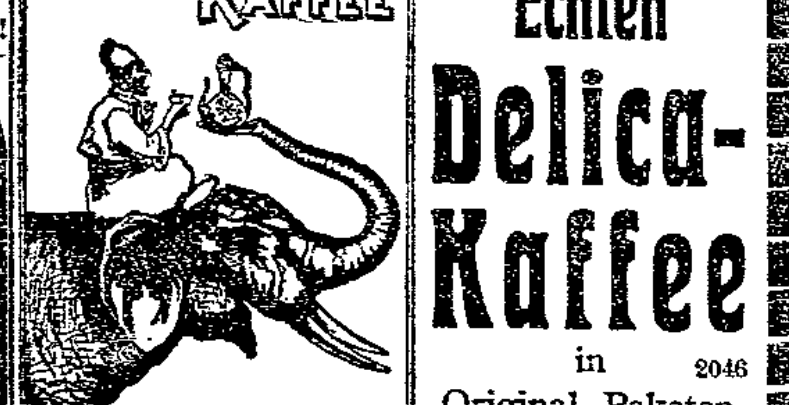 KAFFEE
Echten
Delica-
Kaffee
in 2046
Original Paketen